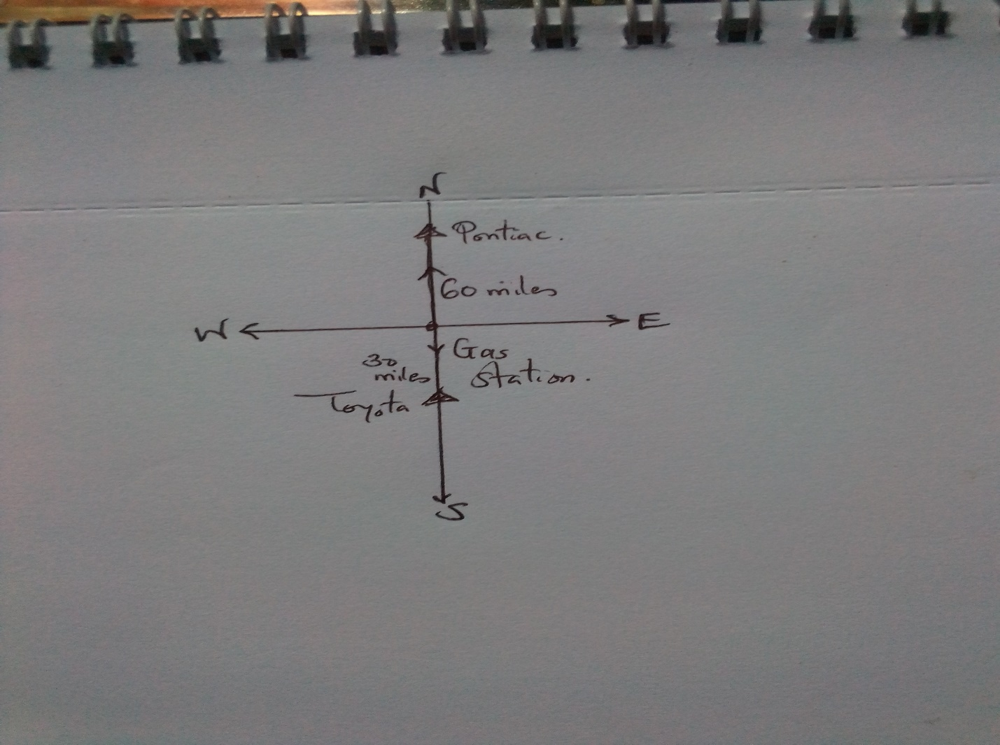 N
Pontiac.
60 miles
W
E
Gas
Station.
30
miles
Toyota
S